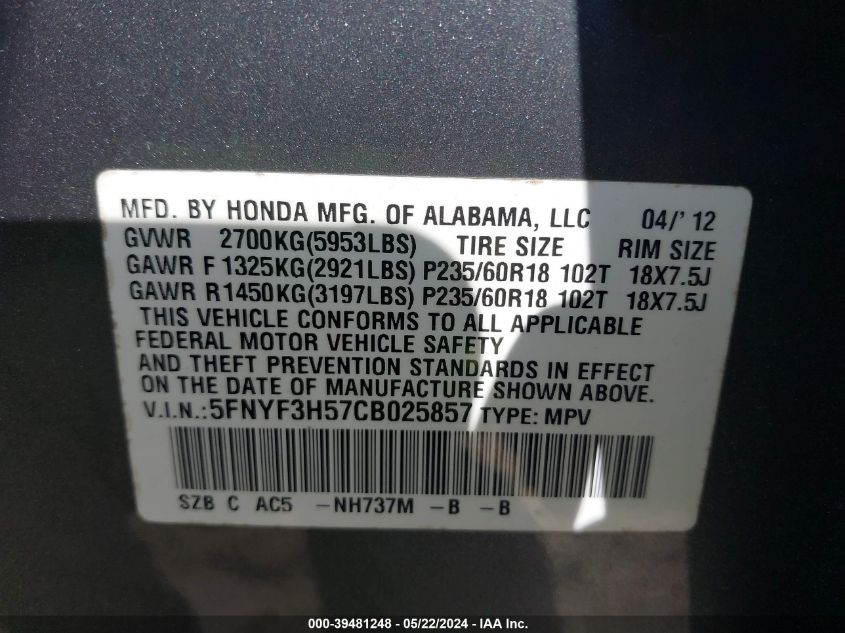 MFD. BY HONDA MFG. OF ALABAMA, LLC 04/'12
GVWR 2700KG(5953LBS) TIRE SIZE RIM SIZE
GAWR F 1325KG(2921LBS) P235/60R18 102T 18X7.5J
GAWR R 1450KG(3197LBS) P235/60R18 102T 18X7.5J
THIS VEHICLE CONFORMS TO ALL APPLICABLE
FEDERAL MOTOR VEHICLE SAFETY
AND THEFT PREVENTION STANDARDS IN EFFECT
ON THE DATE OF MANUFACTURE SHOWN ABOVE.
V.I.N.:5FNYF3H57CB025857 TYPE: MPV
SZB C AC5 -NH737M -B -B
000-39481248 - 05/22/2024 - IAA Inc.